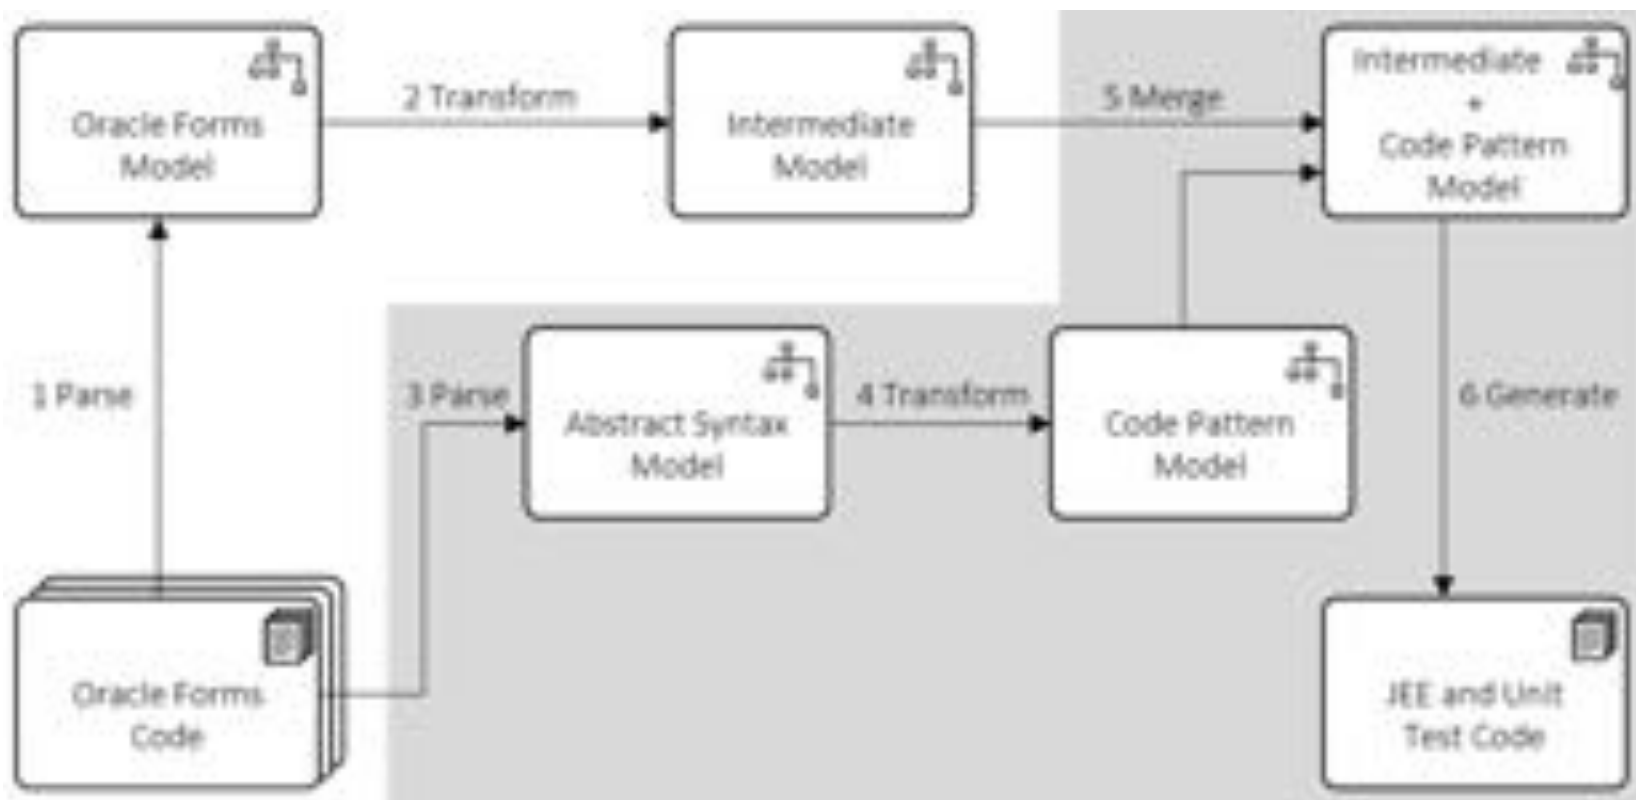 Oracle Forms
Model
2 Transform
Intermediate
Model
5 Merge
Intermediate
+
Code Pattern
Model
1 Parse
3 Parse
Abstract Syntax
Model
4 Transform
Code Pattern
Model
6 Generate
Oracle Forms
Code
JEE and Unit
Test Code